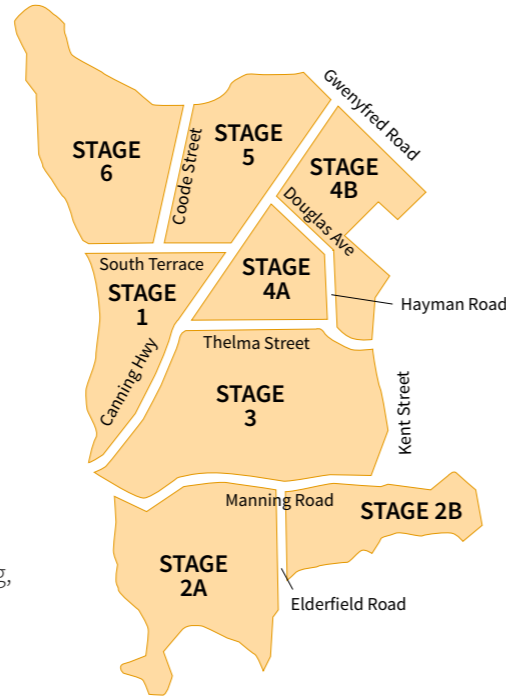 Gwenyfred Road
STAGE
5
STAGE
6
Coode Street
STAGE
4B
Douglas Ave
South Terrace
STAGE
4A
STAGE
1
Hayman Road
Thelma Street
Canning Hwy
STAGE
3
Kent Street
Manning Road
STAGE 2B
STAGE
2A
g,
Elderfield Road